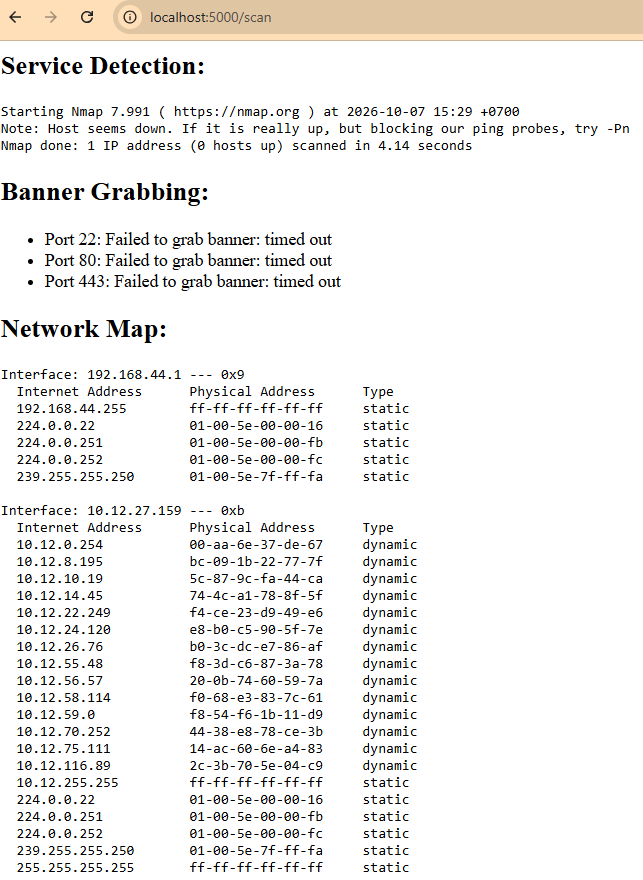 localhost:5000/scan
Service Detection:
Starting Nmap 7.991 ( https://nmap.org ) at 2026-10-07 15:29 +0700
Note: Host seems down. If it is really up, but blocking our ping probes, try -Pn
Nmap done: 1 IP address (0 hosts up) scanned in 4.14 seconds
Banner Grabbing:
• Port 22: Failed to grab banner: timed out
• Port 80: Failed to grab banner: timed out
• Port 443: Failed to grab banner: timed out
Network Map:
Interface: 192.168.44.1 --- 0x9
  Internet Address      Physical Address      Type
  192.168.44.255        ff-ff-ff-ff-ff-ff     static
  224.0.0.22            01-00-5e-00-00-16     static
  224.0.0.251           01-00-5e-00-00-fb     static
  224.0.0.252           01-00-5e-00-00-fc     static
  239.255.255.250       01-00-5e-7f-ff-fa     static
Interface: 10.12.27.159 --- 0xb
  Internet Address      Physical Address      Type
  10.12.0.254           00-aa-6e-37-de-67     dynamic
  10.12.8.195           bc-09-1b-22-77-7f     dynamic
  10.12.10.19           5c-87-9c-fa-44-ca     dynamic
  10.12.14.45           74-4c-a1-78-8f-5f     dynamic
  10.12.22.249          f4-ce-23-d9-49-e6     dynamic
  10.12.24.120          e8-b0-c5-90-5f-7e     dynamic
  10.12.26.76           b0-3c-dc-e7-86-af     dynamic
  10.12.55.48           f8-3d-c6-87-3a-78     dynamic
  10.12.56.57           20-0b-74-60-59-7a     dynamic
  10.12.58.114          f0-68-e3-83-7c-61     dynamic
  10.12.59.0            f8-54-f6-1b-11-d9     dynamic
  10.12.70.252          44-38-e8-78-ce-3b     dynamic
  10.12.75.111          14-ac-60-6e-a4-83     dynamic
  10.12.116.89          2c-3b-70-5e-04-c9     dynamic
  10.12.255.255         ff-ff-ff-ff-ff-ff     static
  224.0.0.22            01-00-5e-00-00-16     static
  224.0.0.251           01-00-5e-00-00-fb     static
  224.0.0.252           01-00-5e-00-00-fc     static
  239.255.255.250       01-00-5e-7f-ff-fa     static
  255.255.255.255       ff-ff-ff-ff-ff-ff     static